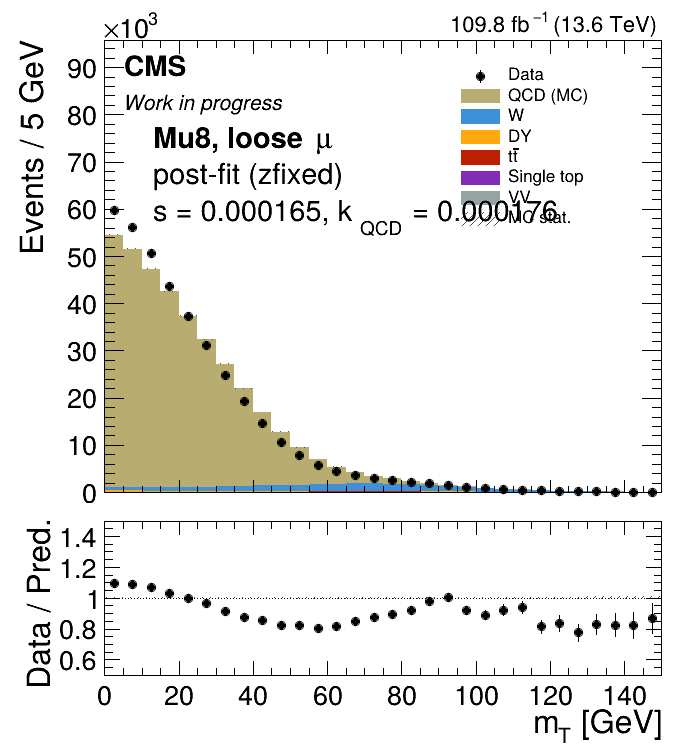 ×10³
109.8 fb⁻¹ (13.6 TeV)
Events / 5 GeV
CMS
Work in progress
Mu8, loose μ
post-fit (zfixed)
s = 0.000165, k_QCD = 0.000176
Data
QCD (MC)
W
DY
tt̄
Single top
VV
MC stat.
90
80
70
60
50
40
30
20
10
0
Data / Pred.
1.4
1.2
1
0.8
0.6
0 20 40 60 80 100 120 140
m_T [GeV]